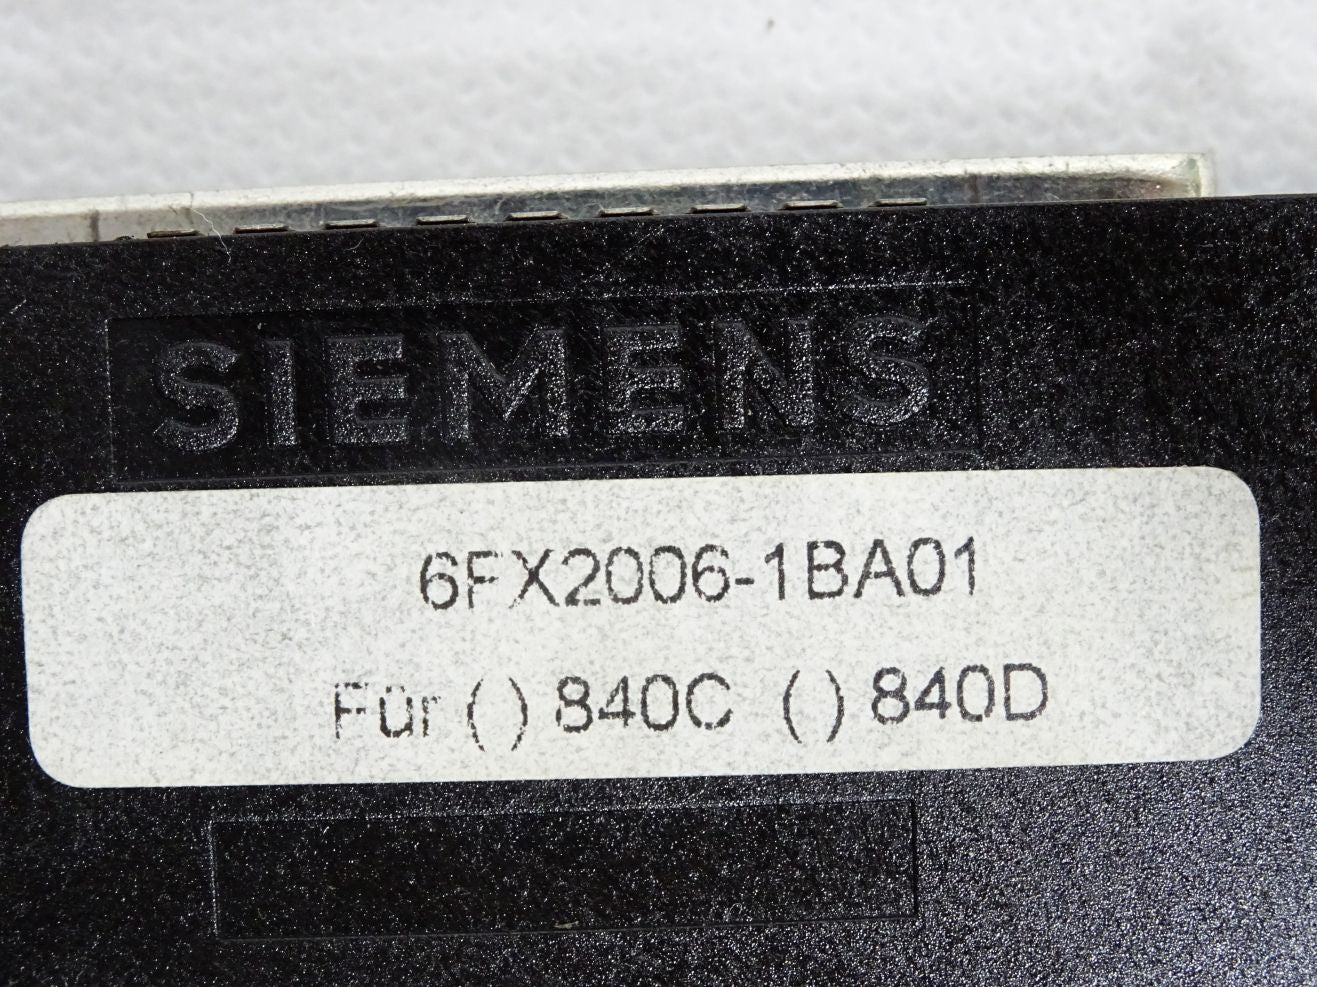 SIEMENS
6FX2006-1BA01
Für ( ) 840C ( ) 840D